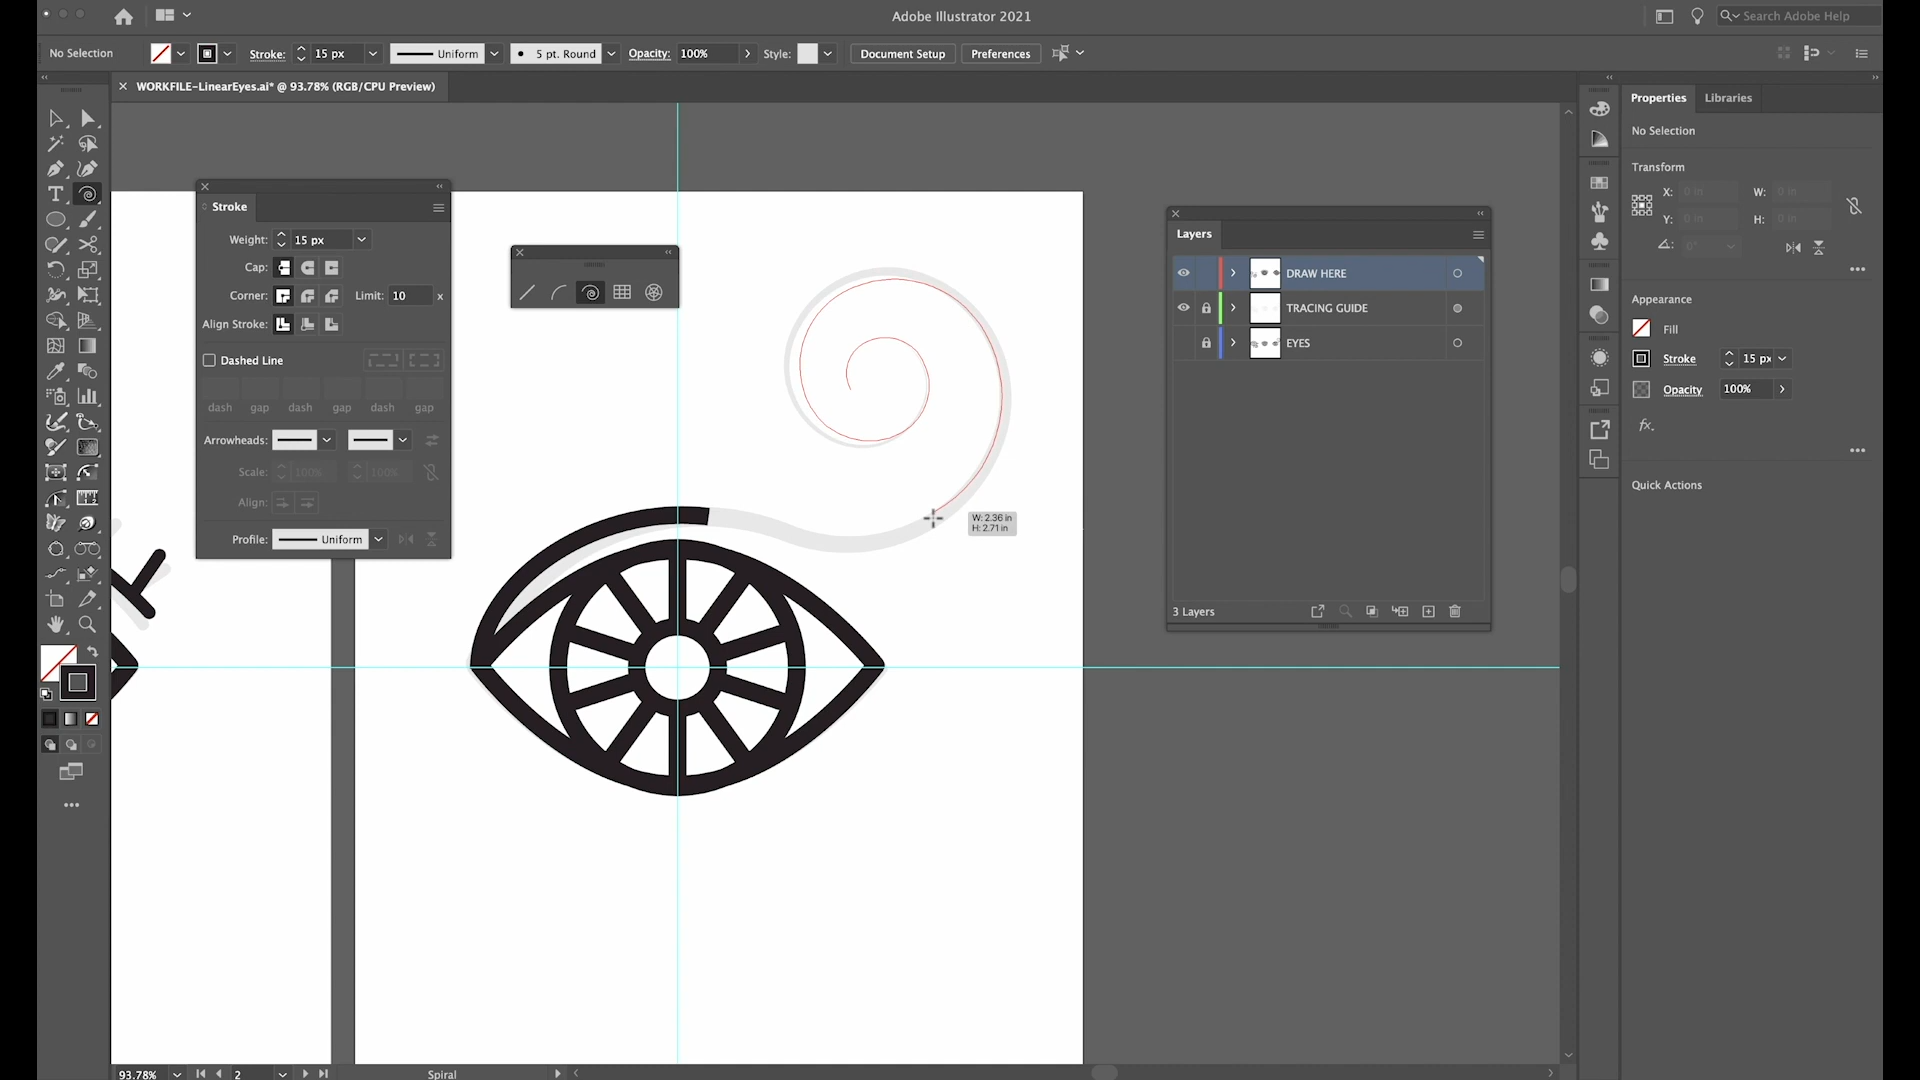 Adobe Illustrator 2021
Search Adobe Help
No Selection
Stroke:
15 px
Uniform
5 pt. Round
Opacity:
100%
Style:
Document Setup
Preferences
WORKFILE-LinearEyes.ai* @ 93.78% (RGB/CPU Preview)
Properties
Libraries
No Selection
Transform
X:
0 in
W:
0 in
Y:
0 in
H:
0 in
0°
Appearance
Fill
Stroke
15 px
Opacity
100%
fx.
Quick Actions
Stroke
Weight:
15 px
Cap:
Corner:
Limit:
10
x
Align Stroke:
Dashed Line
dash
gap
dash
gap
dash
gap
Arrowheads:
Scale:
100%
100%
Align:
Profile:
Uniform
W: 2.36 in
H: 2.71 in
Layers
DRAW HERE
TRACING GUIDE
EYES
3 Layers
93.78%
2
Spiral